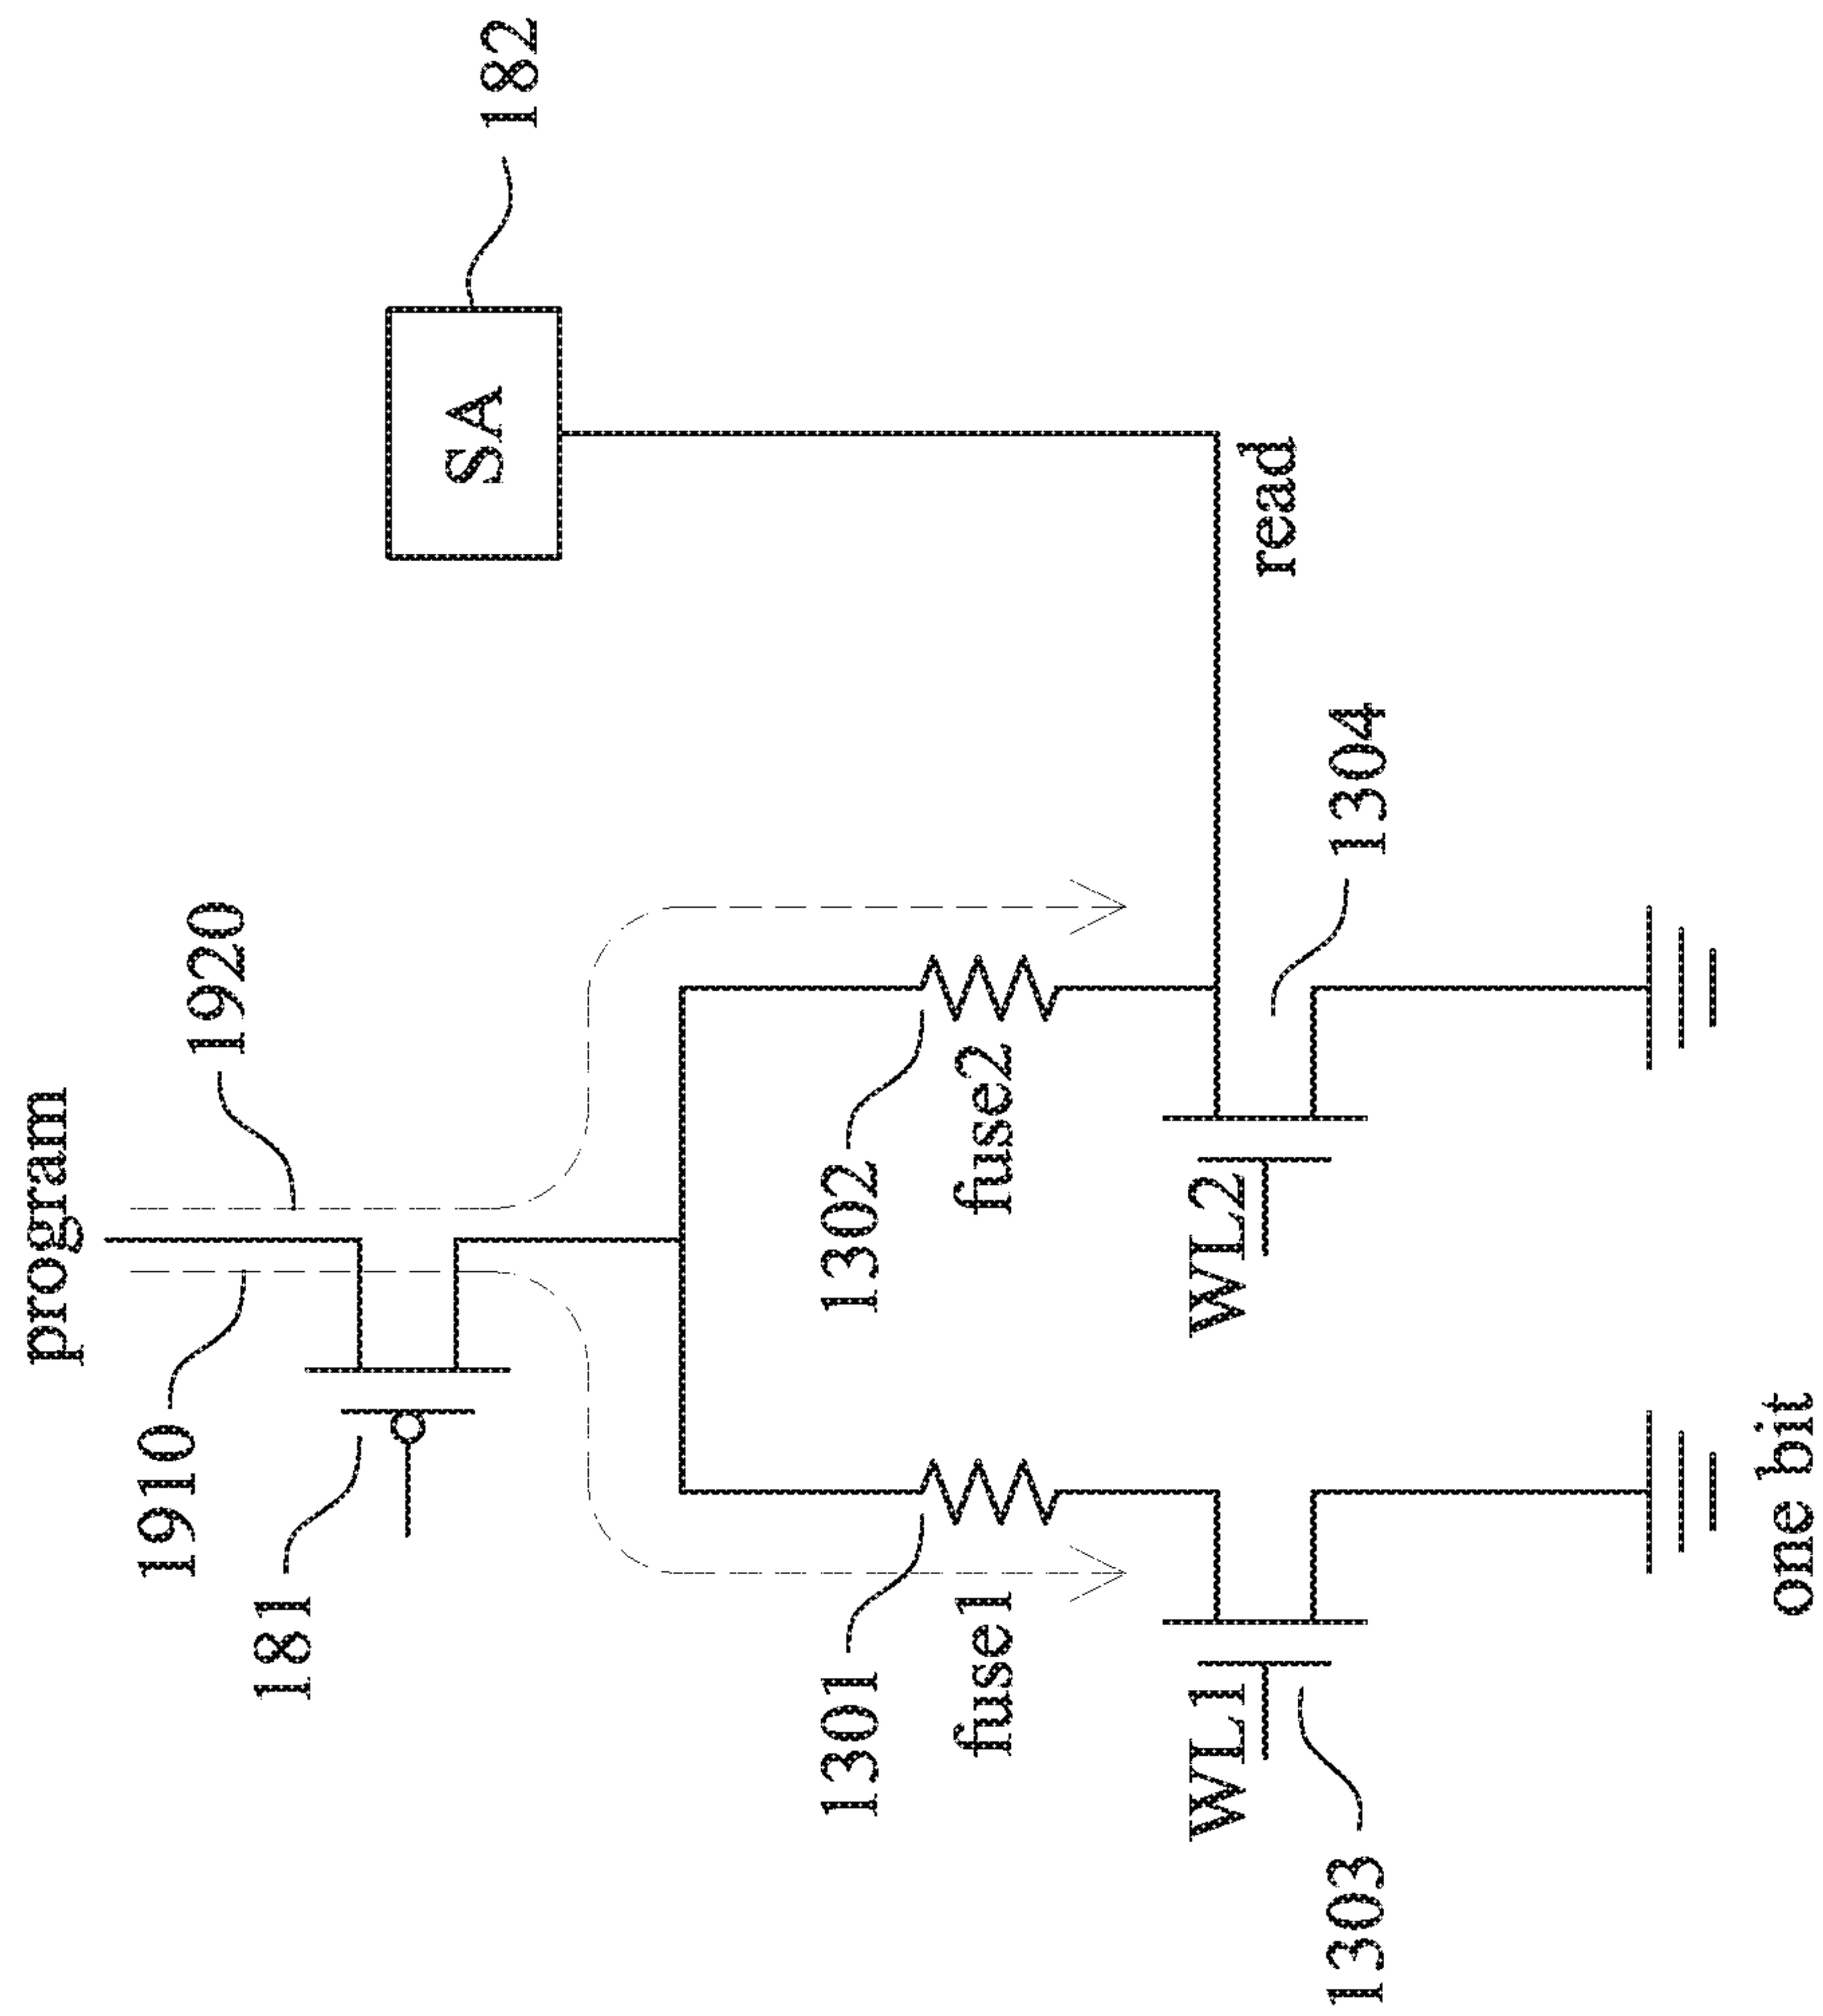 program
1910
1920
181
SA
182
1301
fuse1
1302
fuse2
WL1
1303
WL2
1304
read
one bit